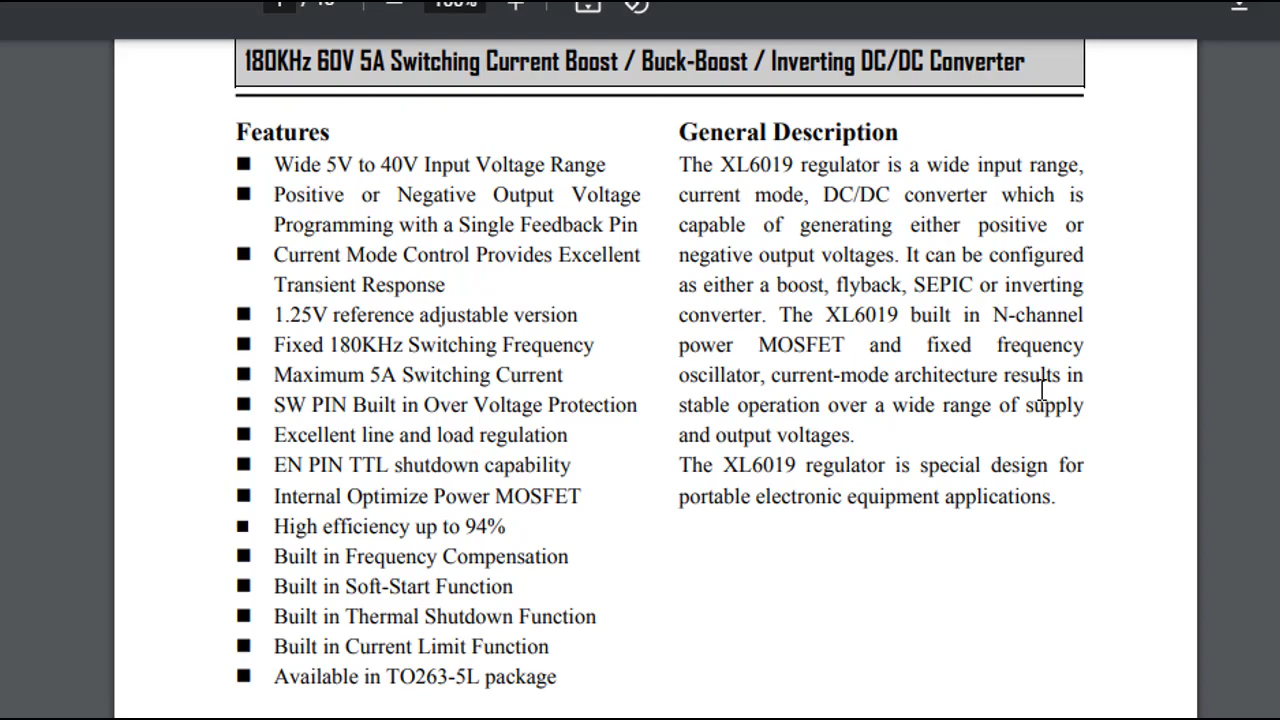 180KHz 60V 5A Switching Current Boost / Buck-Boost / Inverting DC/DC Converter
Features
Wide 5V to 40V Input Voltage Range
Positive or Negative Output Voltage
Programming with a Single Feedback Pin
Current Mode Control Provides Excellent
Transient Response
1.25V reference adjustable version
Fixed 180KHz Switching Frequency
Maximum 5A Switching Current
SW PIN Built in Over Voltage Protection
Excellent line and load regulation
EN PIN TTL shutdown capability
Internal Optimize Power MOSFET
High efficiency up to 94%
Built in Frequency Compensation
Built in Soft-Start Function
Built in Thermal Shutdown Function
Built in Current Limit Function
Available in TO263-5L package
General Description
The XL6019 regulator is a wide input range,
current mode, DC/DC converter which is
capable of generating either positive or
negative output voltages. It can be configured
as either a boost, flyback, SEPIC or inverting
converter. The XL6019 built in N-channel
power MOSFET and fixed frequency
oscillator, current-mode architecture results in
stable operation over a wide range of supply
and output voltages.
The XL6019 regulator is special design for
portable electronic equipment applications.